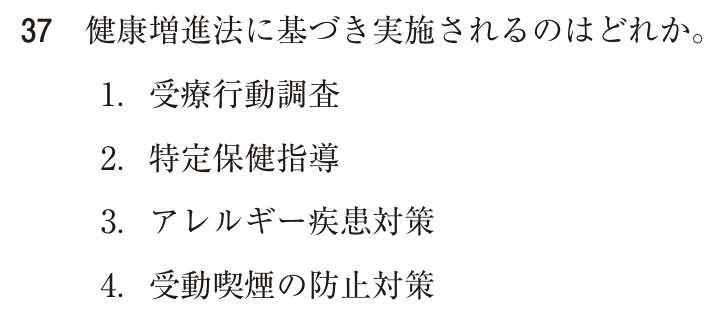 37 健康増進法に基づき実施されるのはどれか。
1. 受療行動調査
2. 特定保健指導
3. アレルギー疾患対策
4. 受動喫煙の防止対策